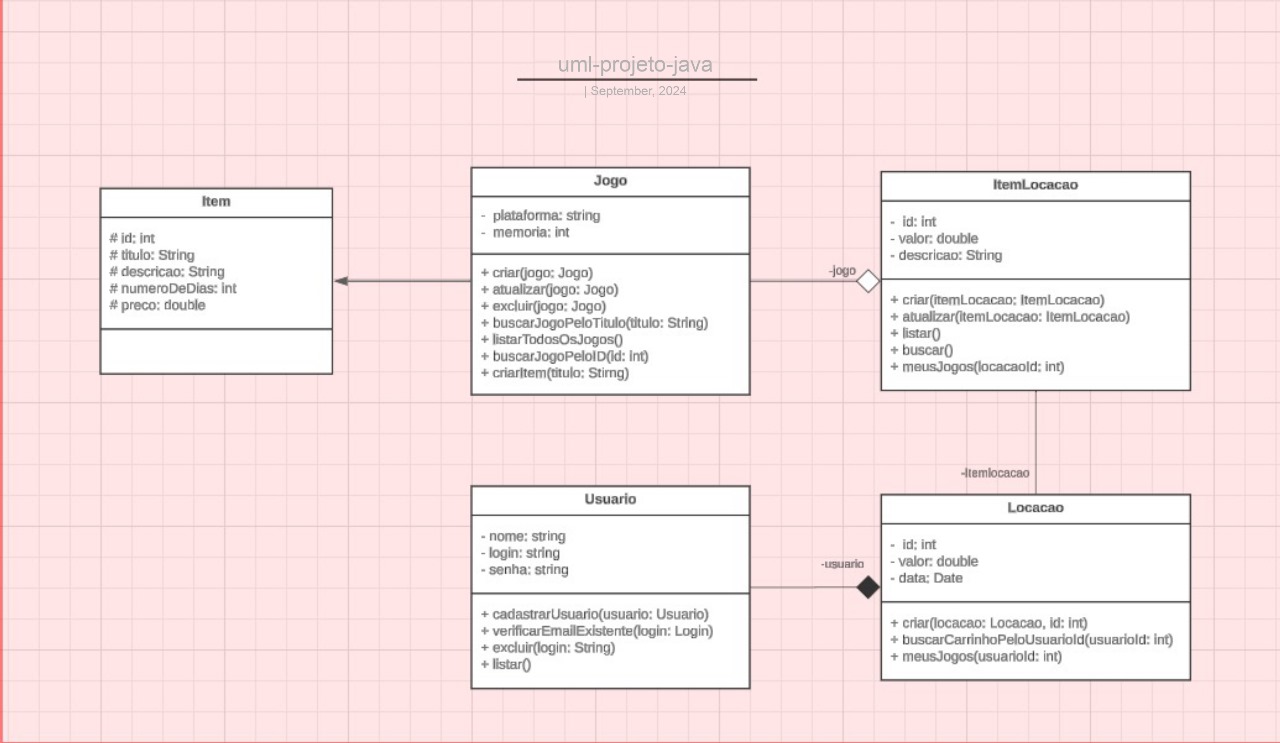 uml-projeto-java
| September, 2024
Item
# id: int
# titulo: String
# descricao: String
# numeroDeDias: int
# preco: double
Jogo
- plataforma: string
- memoria: int
+ criar(jogo: Jogo)
+ atualizar(jogo: Jogo)
+ excluir(jogo: Jogo)
+ buscarJogoPeloTitulo(titulo: String)
+ listarTodosOsJogos()
+ buscarJogoPeloID(id: int)
+ criarItem(titulo: Stirng)
-jogo
ItemLocacao
- id: int
- valor: double
- descricao: String
+ criar(itemLocacao: ItemLocacao)
+ atualizar(itemLocacao: ItemLocacao)
+ listar()
+ buscar()
+ meusJogos(locacaoId: int)
-Itemlocacao
Usuario
- nome: string
- login: string
- senha: string
+ cadastrarUsuario(usuario: Usuario)
+ verificarEmailExistente(login: Login)
+ excluir(login: String)
+ listar()
-usuario
Locacao
- id: int
- valor: double
- data: Date
+ criar(locacao: Locacao, id: int)
+ buscarCarrinhoPeloUsuarioId(usuarioId: int)
+ meusJogos(usuarioId: int)